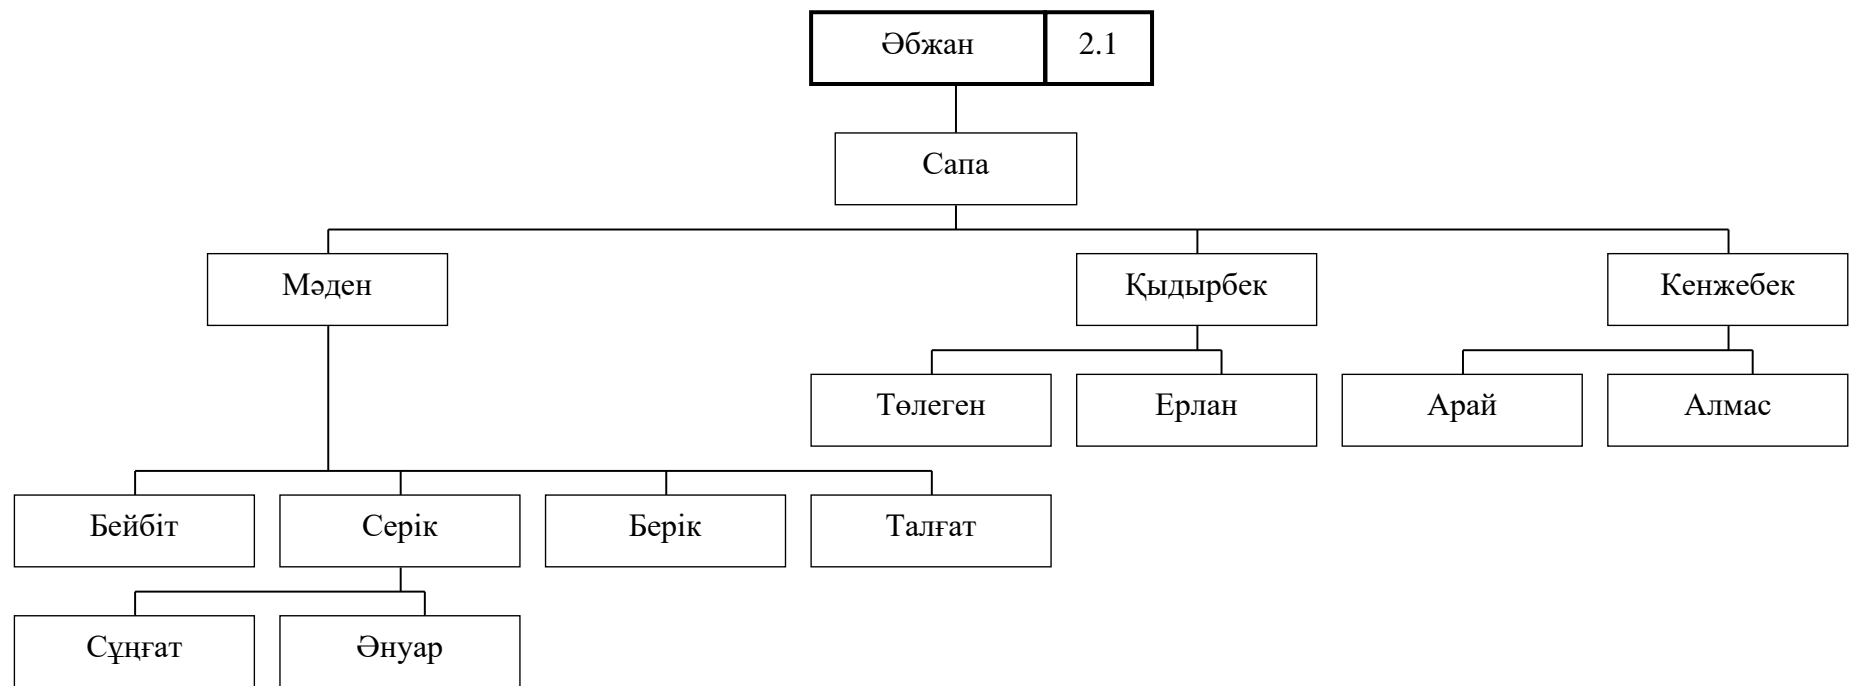 Әбжан 2.1
Сапа
Мәден Қыдырбек Кенжебек
Төлеген Ерлан Арай Алмас
Бейбіт Серік Берік Талғат
Сұңғат Әнуар